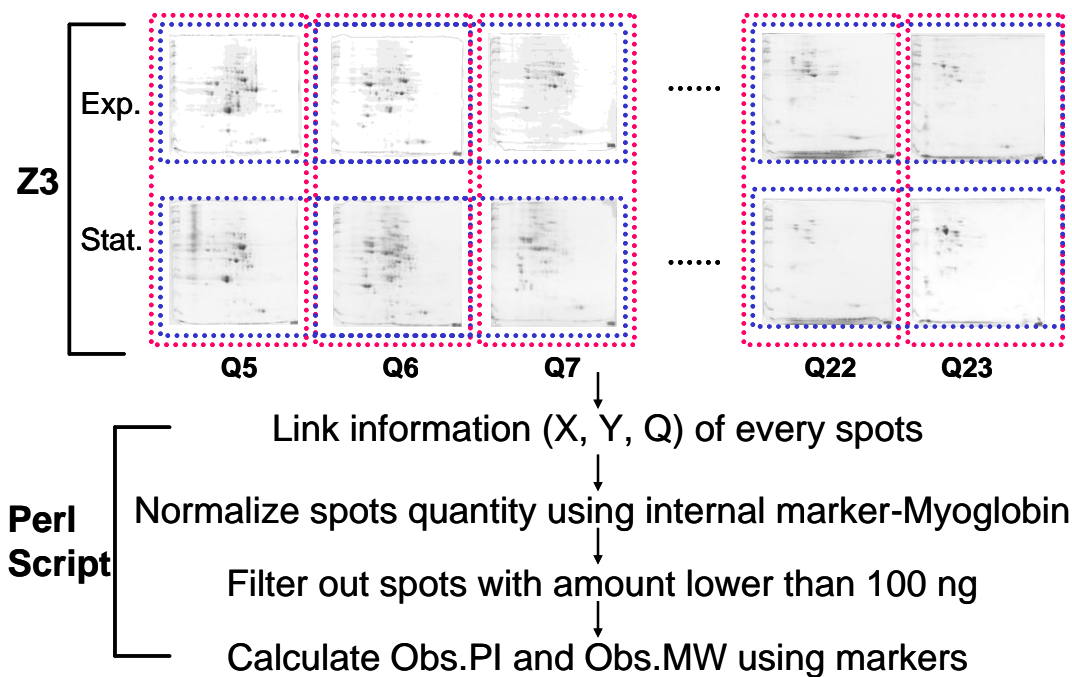 Exp.
......
Z3
Stat.
......
Q5 Q6 Q7 Q22 Q23
Link information (X, Y, Q) of every spots
Perl
Script
Normalize spots quantity using internal marker-Myoglobin
Filter out spots with amount lower than 100 ng
Calculate Obs.PI and Obs.MW using markers